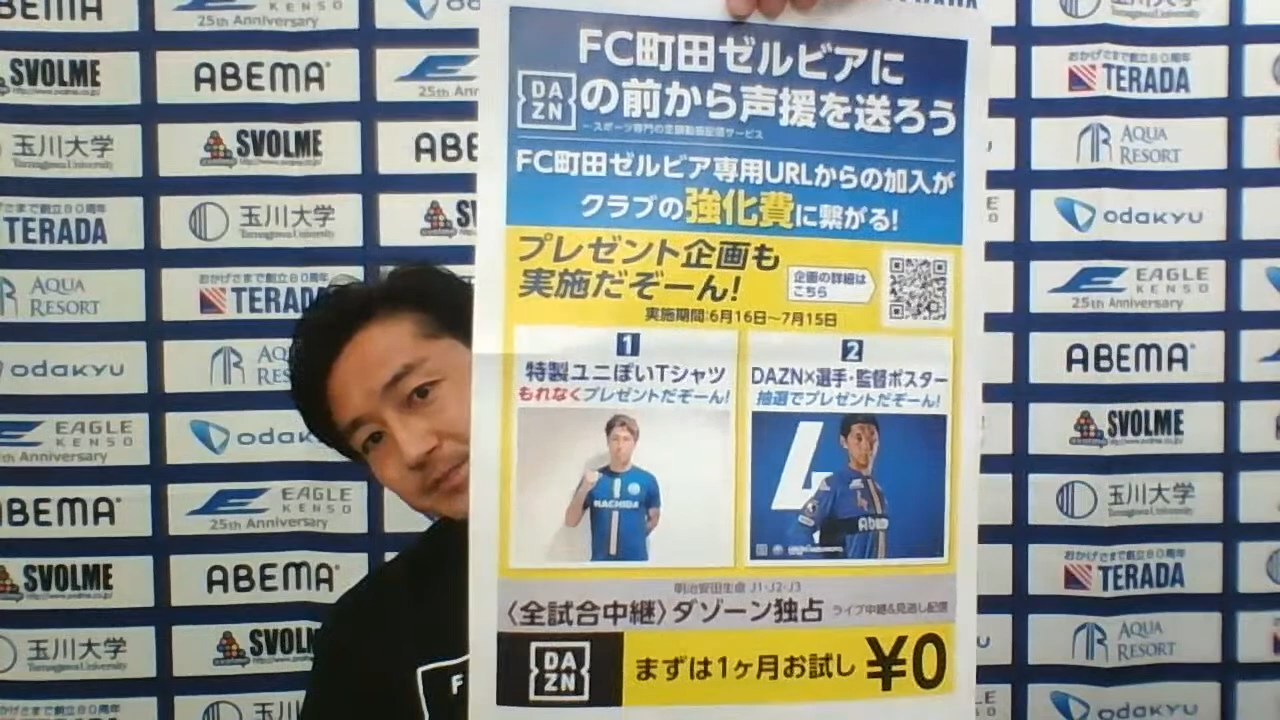 FC町田ゼルビアに
DAZN の前から声援を送ろう
スポーツ専門の定額動画配信サービス
FC町田ゼルビア専用URLからの加入が
クラブの強化費に繋がる!
プレゼント企画も
実施だぞーん!
企画の詳細は
こちら
実施期間:6月16日〜7月15日
1
特製ユニぽいTシャツ
もれなくプレゼントだぞーん!
MACHIDA
2
DAZN×選手・監督ポスター
抽選でプレゼントだぞーん!
4
明治安田生命 J1・J2・J3
〈全試合中継〉ダゾーン独占 ライブ中継&見逃し配信
DAZN まずは1ヶ月お試し ¥0
F
EAGLE KENSO
25th Anniversary
SVOLME
ABEMA
玉川大学
Tamagawa University
おかげさまで創立80周年
TERADA
AQUA RESORT
odakyu